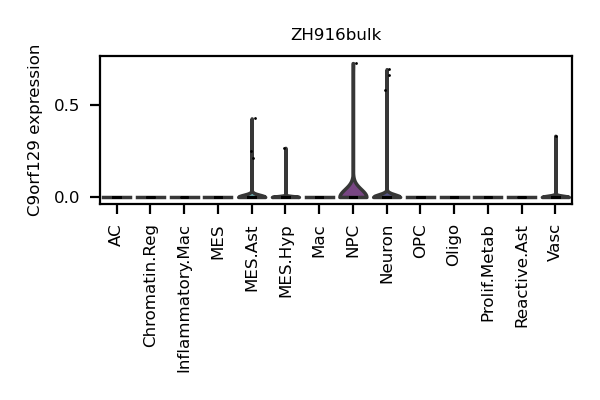 ZH916bulk
C9orf129 expression
0.5
0.0
AC
Chromatin.Reg
Inflammatory.Mac
MES
MES.Ast
MES.Hyp
Mac
NPC
Neuron
OPC
Oligo
Prolif.Metab
Reactive.Ast
Vasc